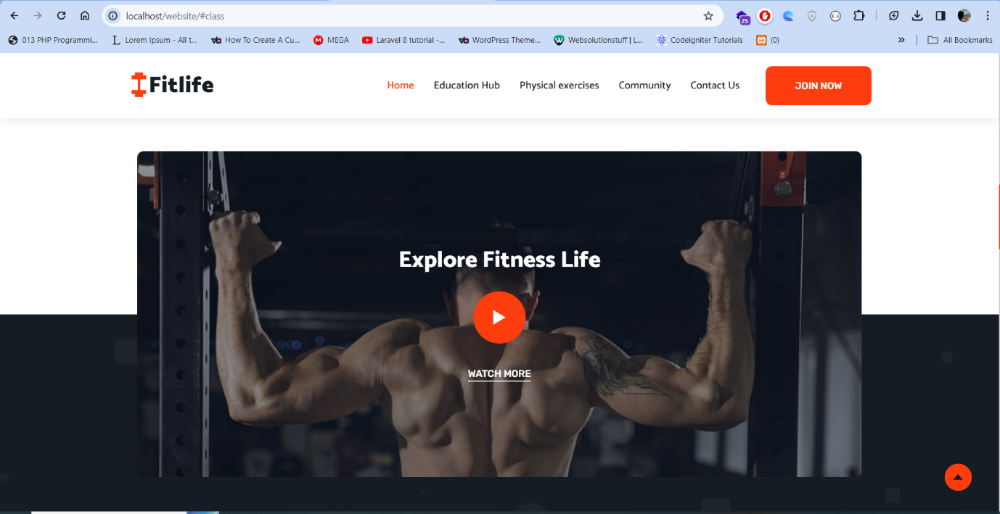 localhost/website/#class
25
013 PHP Programmi...
Lorem Ipsum - All t...
How To Create A Cu...
MEGA
Laravel 8 tutorial -...
WordPress Theme...
Websolutionstuff | L...
Codeigniter Tutorials
(0)
»
All Bookmarks
Fitlife
Home
Education Hub
Physical exercises
Community
Contact Us
JOIN NOW
Explore Fitness Life
WATCH MORE